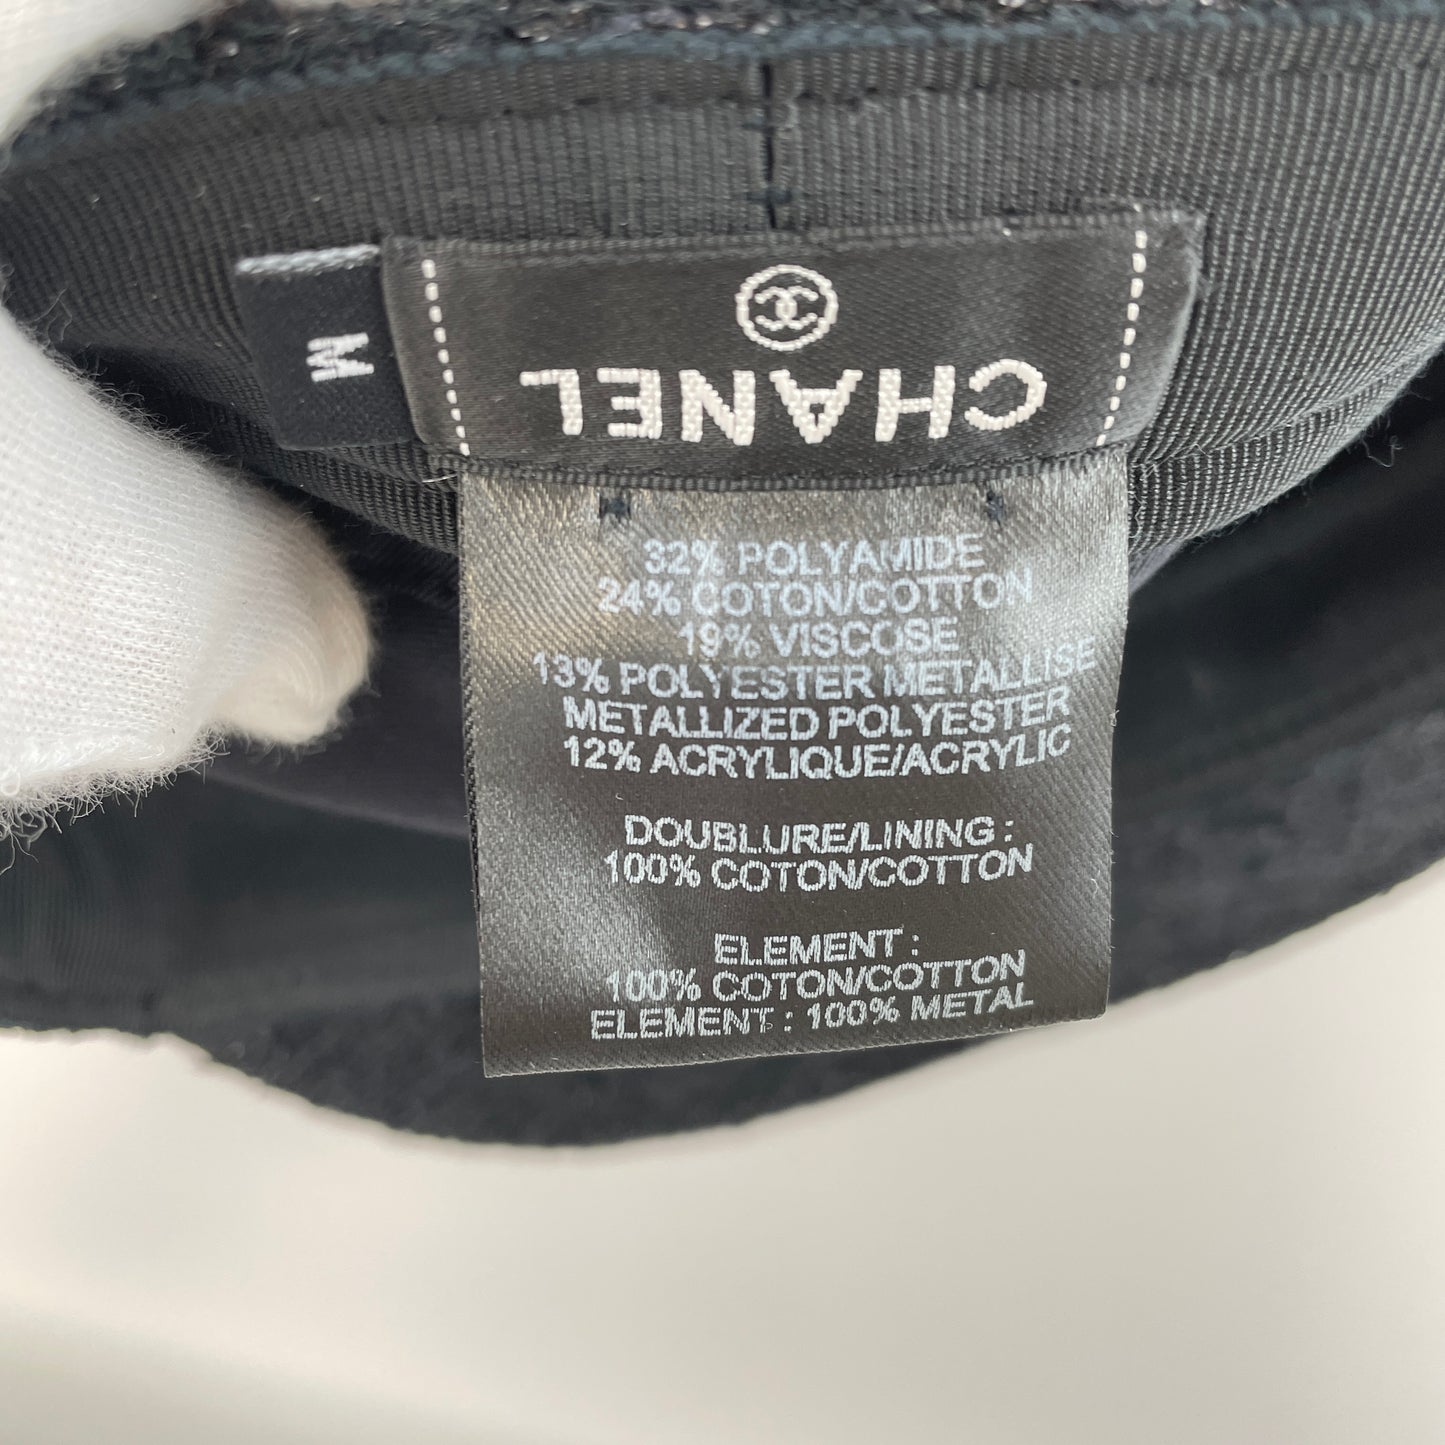 M
CHANEL
32% POLYAMIDE
24% COTON/COTTON
19% VISCOSE
13% POLYESTER METALLISE
METALLIZED POLYESTER
12% ACRYLIQUE/ACRYLIC
DOUBLURE/LINING :
100% COTON/COTTON
ELEMENT :
100% COTON/COTTON
ELEMENT : 100% METAL